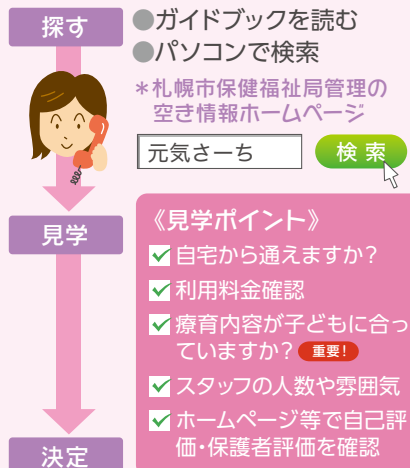 探す
●ガイドブックを読む
●パソコンで検索
*札幌市保健福祉局管理の
空き情報ホームページ
元気さーち
検 索
見学
《見学ポイント》
自宅から通えますか?
利用料金確認
療育内容が子どもに合っ
ていますか? 重要!
スタッフの人数や雰囲気
ホームページ等で自己評
価・保護者評価を確認
決定